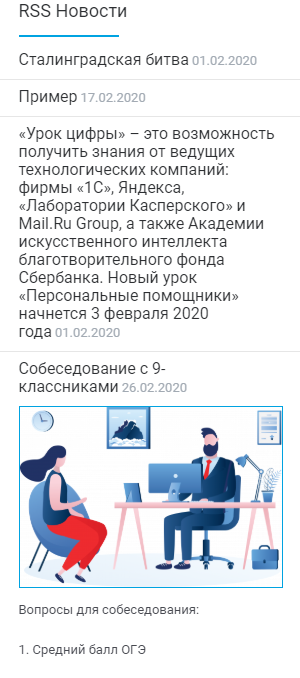 RSS Новости
Сталинградская битва 01.02.2020
Пример 17.02.2020
«Урок цифры» – это возможность
получить знания от ведущих
технологических компаний:
фирмы «1С», Яндекса,
«Лаборатории Касперского» и
Mail.Ru Group, а также Академии
искусственного интеллекта
благотворительного фонда
Сбербанка. Новый урок
«Персональные помощники»
начнется 3 февраля 2020
года 01.02.2020
Собеседование с 9-
классниками 26.02.2020
Вопросы для собеседования:
1. Средний балл ОГЭ